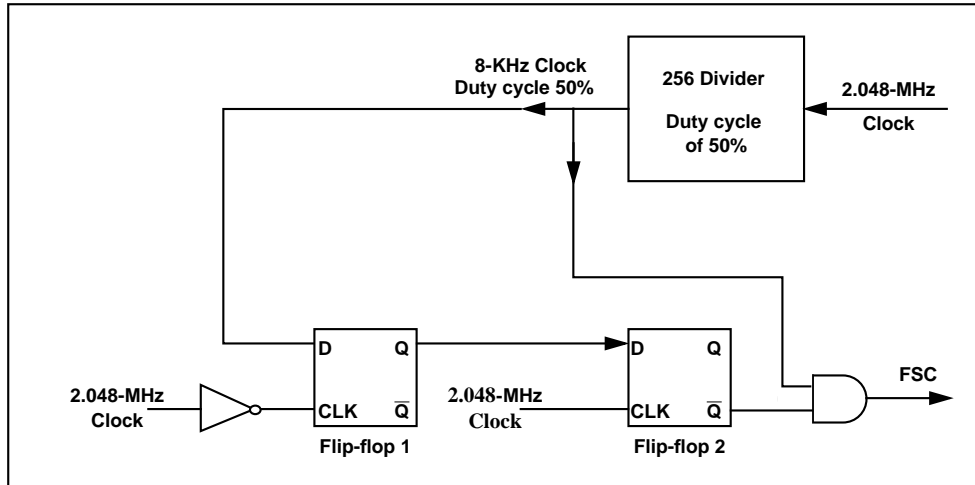 8-KHz Clock
Duty cycle 50%
256 Divider
Duty cycle
of 50%
2.048-MHz
Clock
D Q
CLK Q̅
Flip-flop 1
2.048-MHz
Clock
D Q
CLK Q̅
Flip-flop 2
2.048-MHz
Clock
FSC